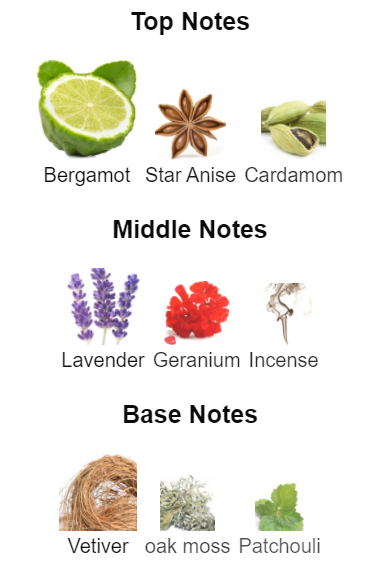 Top Notes
Bergamot Star Anise Cardamom
Middle Notes
Lavender Geranium Incense
Base Notes
Vetiver oak moss Patchouli